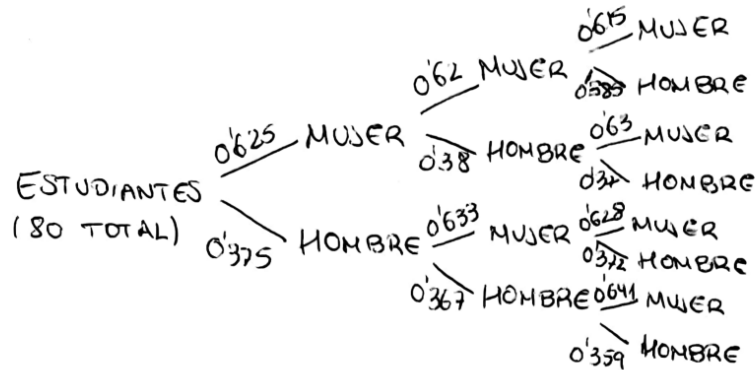 0'615 MUJER
0'62 MUJER
0'385 HOMBRE
0'625 MUJER
0'63 MUJER
0'38 HOMBRE
0'37 HOMBRE
ESTUDIANTES
(80 TOTAL)
0'375 HOMBRE
0'633 MUJER
0'628 MUJER
0'372 HOMBRE
0'367 HOMBRE
0'641 MUJER
0'359 HOMBRE